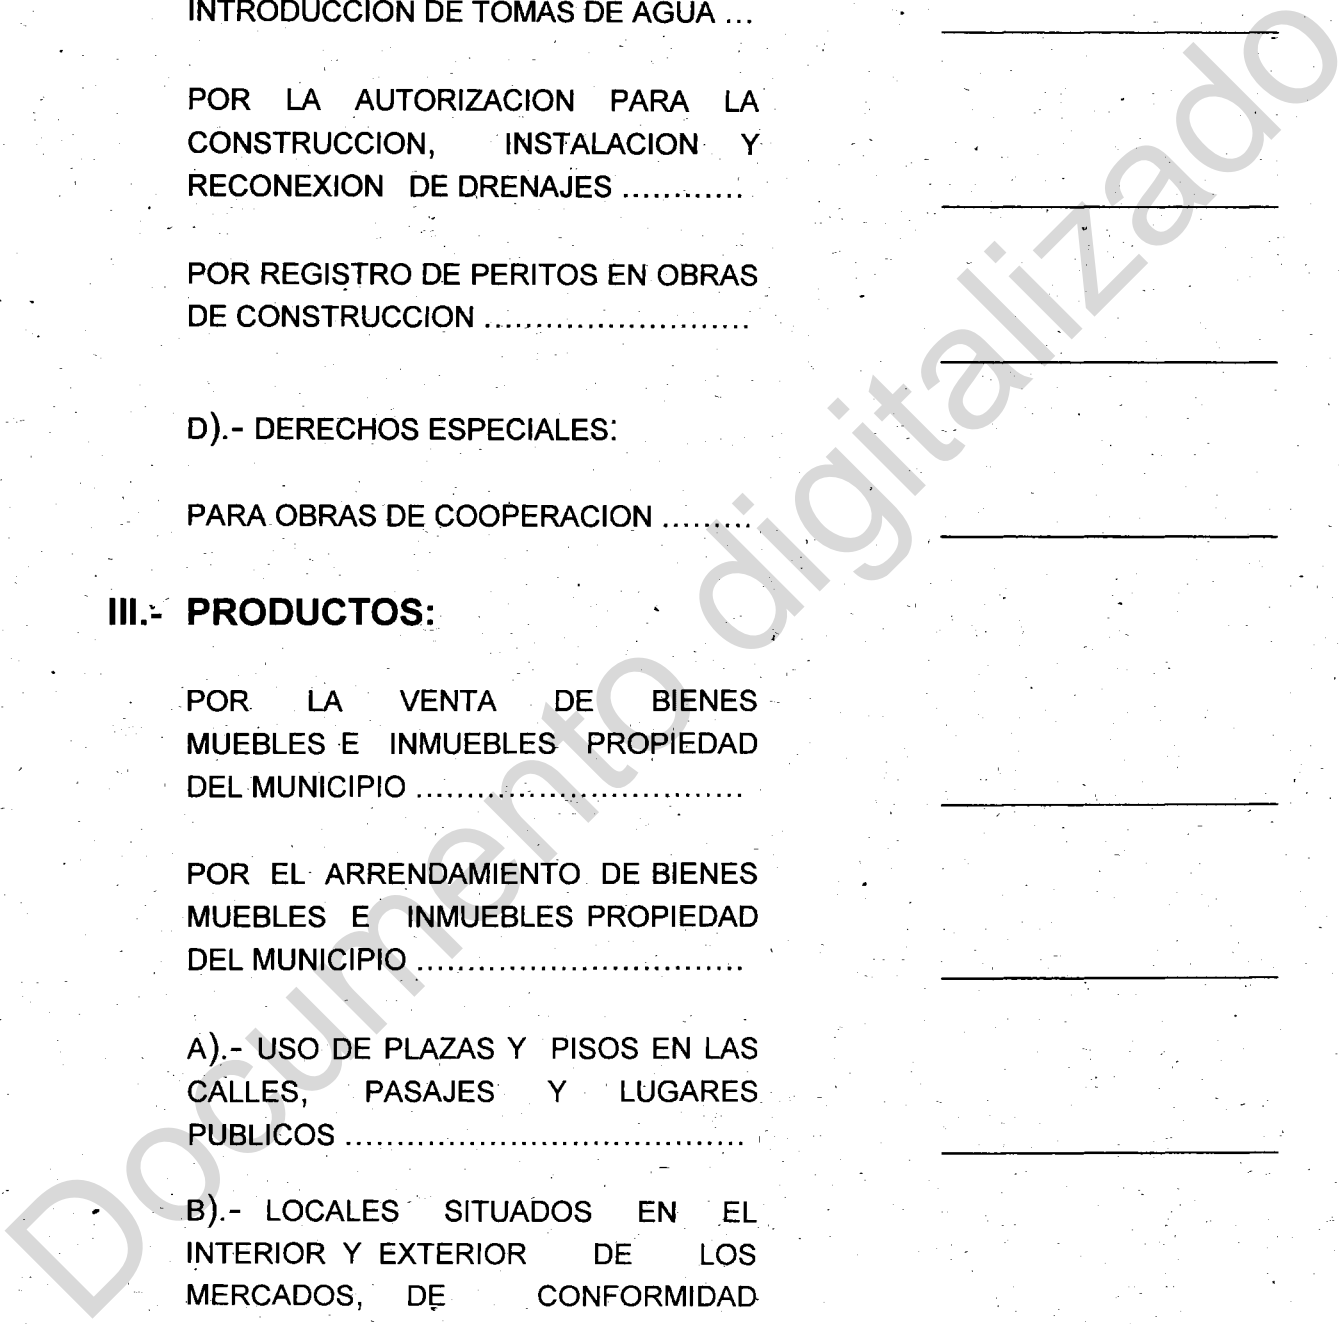 INTRODUCCION DE TOMAS DE AGUA ...
POR LA AUTORIZACION PARA LA
CONSTRUCCION, INSTALACION Y
RECONEXION DE DRENAJES ............
POR REGISTRO DE PERITOS EN OBRAS
DE CONSTRUCCION ..........................
D).- DERECHOS ESPECIALES:
PARA OBRAS DE COOPERACION .........
III.- PRODUCTOS:
POR LA VENTA DE BIENES
MUEBLES E INMUEBLES PROPIEDAD
DEL MUNICIPIO ................................
POR EL ARRENDAMIENTO DE BIENES
MUEBLES E INMUEBLES PROPIEDAD
DEL MUNICIPIO ................................
A).- USO DE PLAZAS Y PISOS EN LAS
CALLES, PASAJES Y LUGARES
PUBLICOS .......................................
B).- LOCALES SITUADOS EN EL
INTERIOR Y EXTERIOR DE LOS
MERCADOS, DE CONFORMIDAD
Documento digitalizado